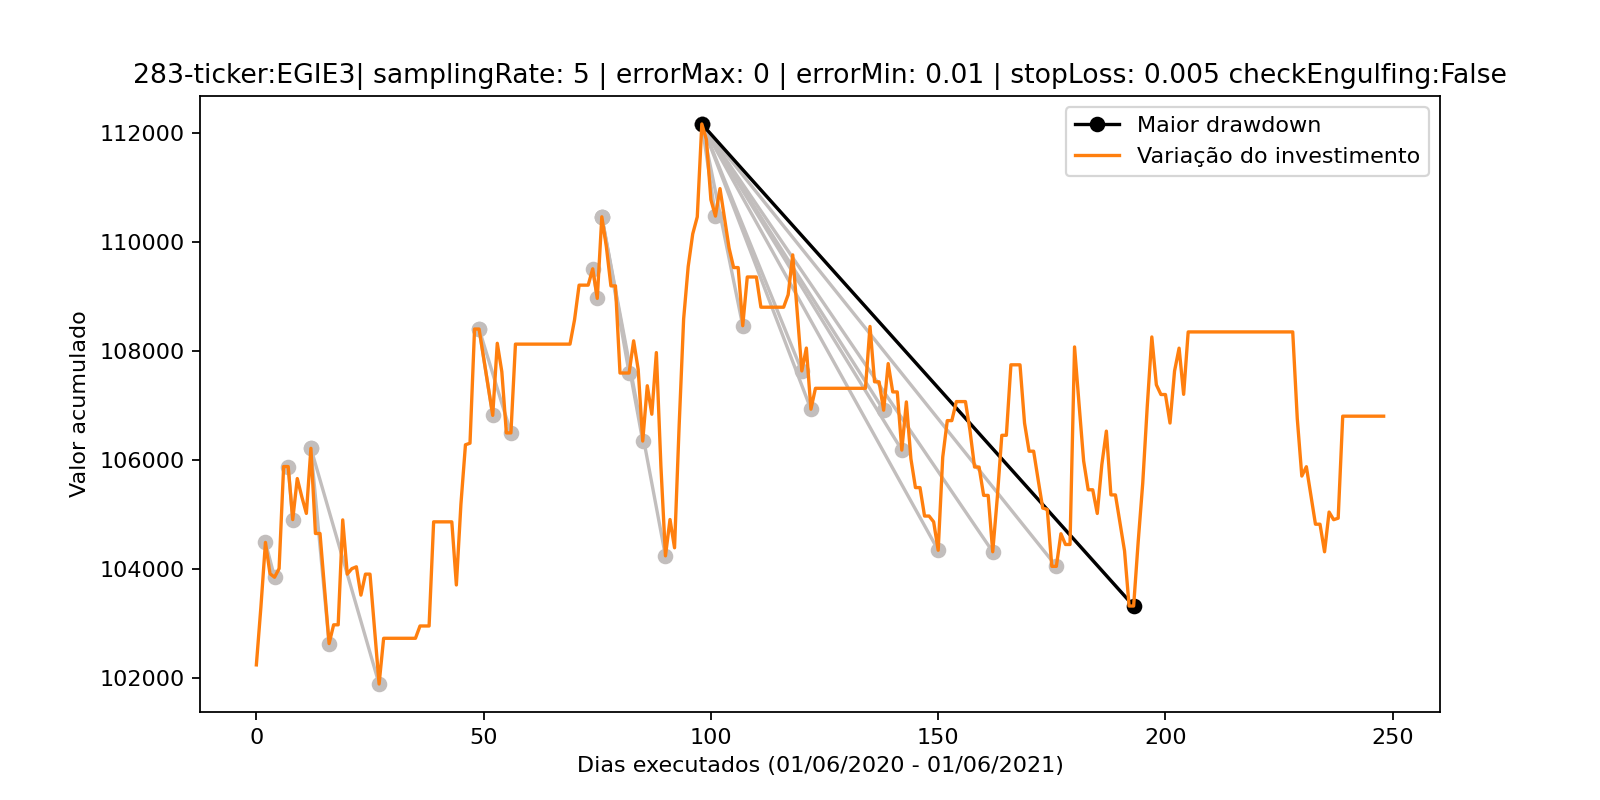 283-ticker:EGIE3| samplingRate: 5 | errorMax: 0 | errorMin: 0.01 | stopLoss: 0.005 checkEngulfing:False
Maior drawdown
Variação do investimento
112000
110000
108000
106000
104000
102000
Valor acumulado
0 50 100 150 200 250
Dias executados (01/06/2020 - 01/06/2021)